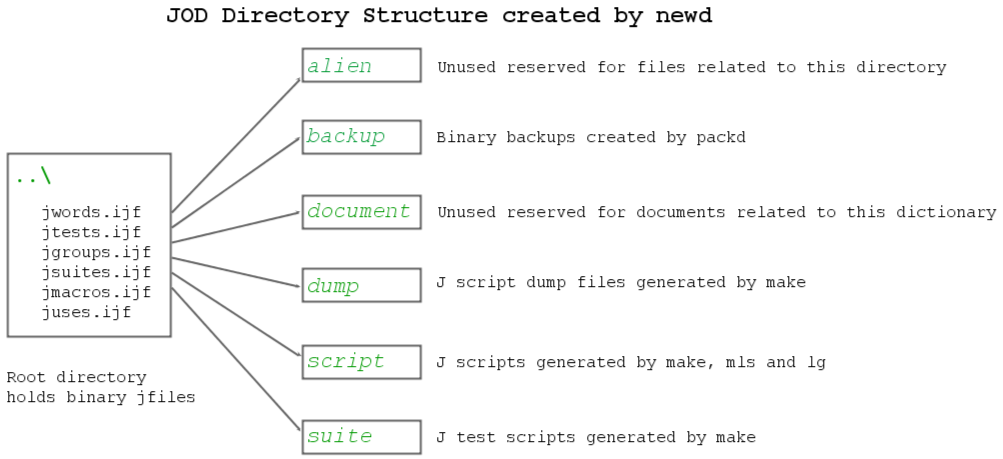 JOD Directory Structure created by newd
alien
Unused reserved for files related to this directory
backup
Binary backups created by packd
..\
jwords.ijf
jtests.ijf
jgroups.ijf
jsuites.ijf
jmacros.ijf
juses.ijf
document
Unused reserved for documents related to this dictionary
dump
J script dump files generated by make
script
J scripts generated by make, mls and lg
Root directory
holds binary jfiles
suite
J test scripts generated by make